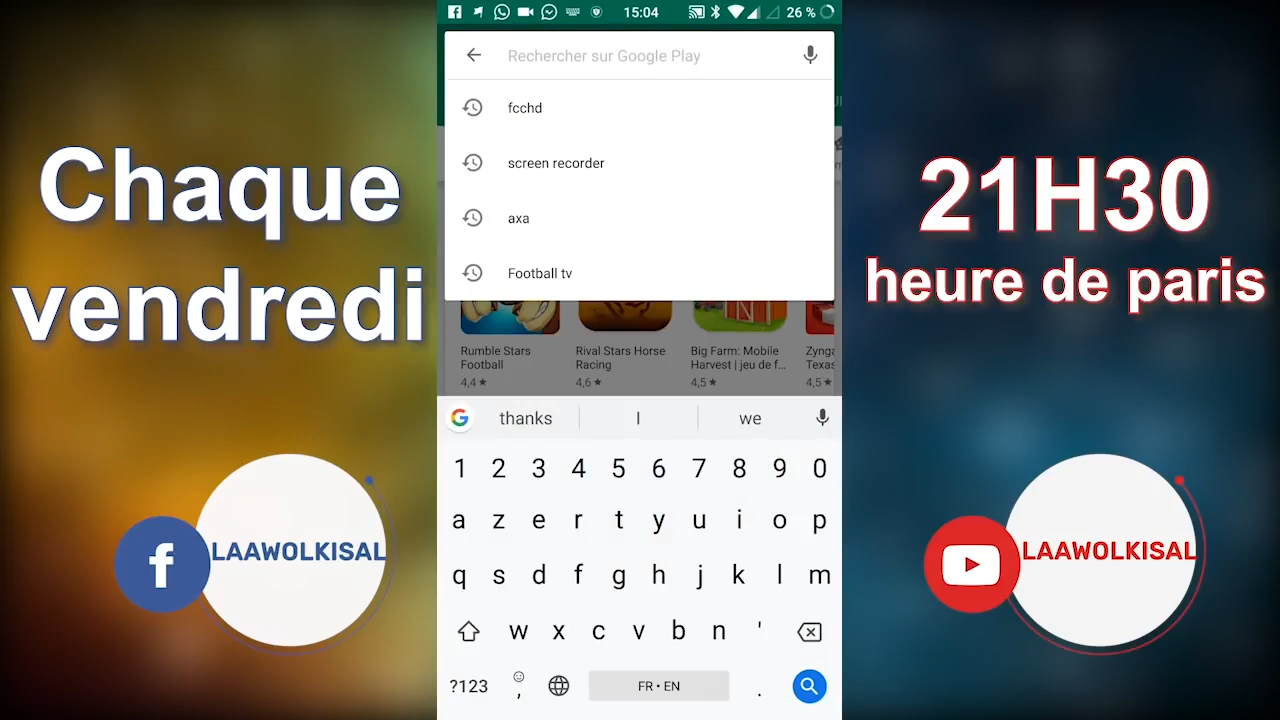 Chaque
vendredi
LAAWOLKISAL
15:04
26 %
Rechercher sur Google Play
fcchd
screen recorder
axa
Football tv
Rumble Stars
Football
4,4 ★
Rival Stars Horse
Racing
4,6 ★
Big Farm: Mobile
Harvest | jeu de f...
4,5 ★
Zynga
Texas
4,5 ★
thanks
I
we
1 2 3 4 5 6 7 8 9 0
a z e r t y u i o p
q s d f g h j k l m
w x c v b n '
?123 , FR • EN .
21H30
heure de paris
LAAWOLKISAL